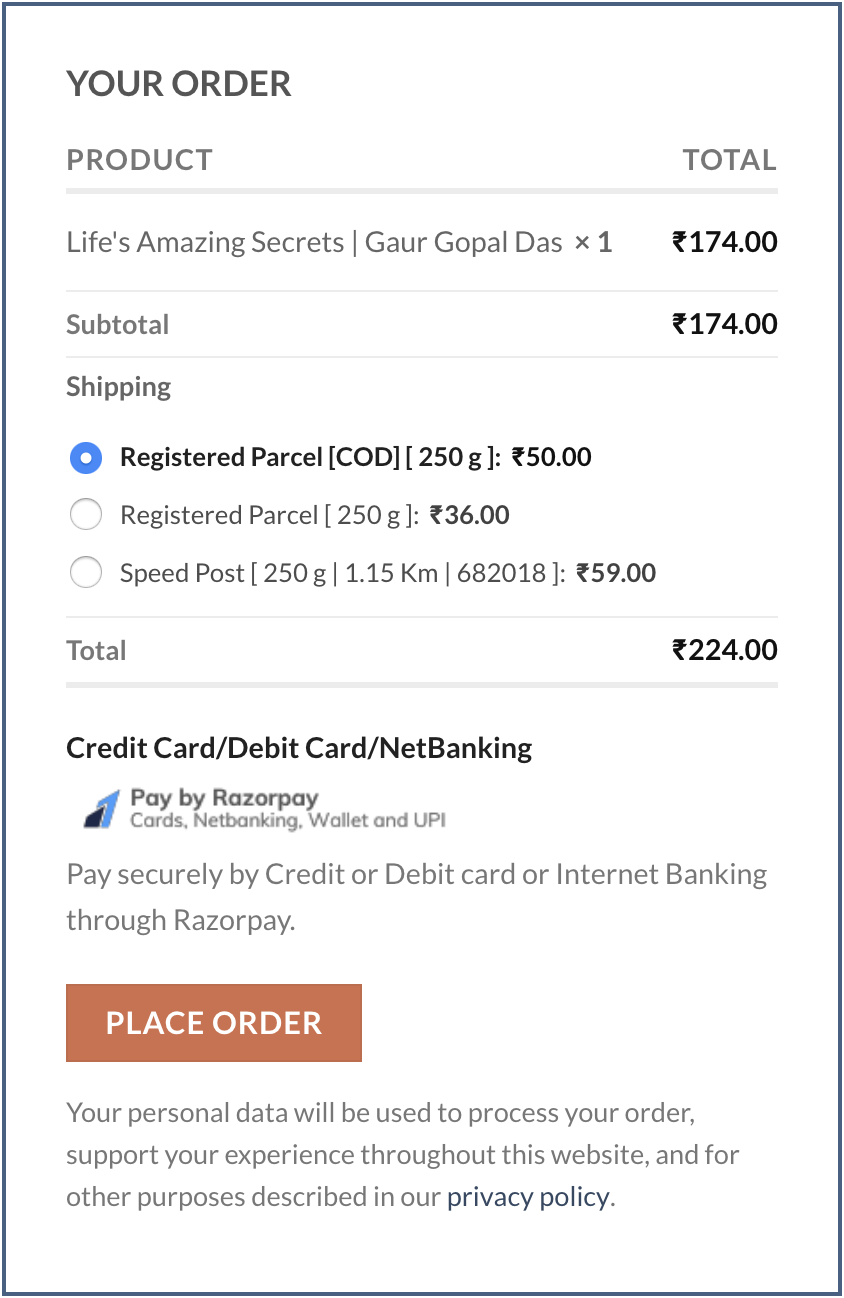 YOUR ORDER
PRODUCT TOTAL
Life's Amazing Secrets | Gaur Gopal Das × 1 ₹174.00
Subtotal ₹174.00
Shipping
Registered Parcel [COD] [ 250 g ]: ₹50.00
Registered Parcel [ 250 g ]: ₹36.00
Speed Post [ 250 g | 1.15 Km | 682018 ]: ₹59.00
Total ₹224.00
Credit Card/Debit Card/NetBanking
Pay by Razorpay
Cards, Netbanking, Wallet and UPI
Pay securely by Credit or Debit card or Internet Banking
through Razorpay.
PLACE ORDER
Your personal data will be used to process your order,
support your experience throughout this website, and for
other purposes described in our privacy policy.